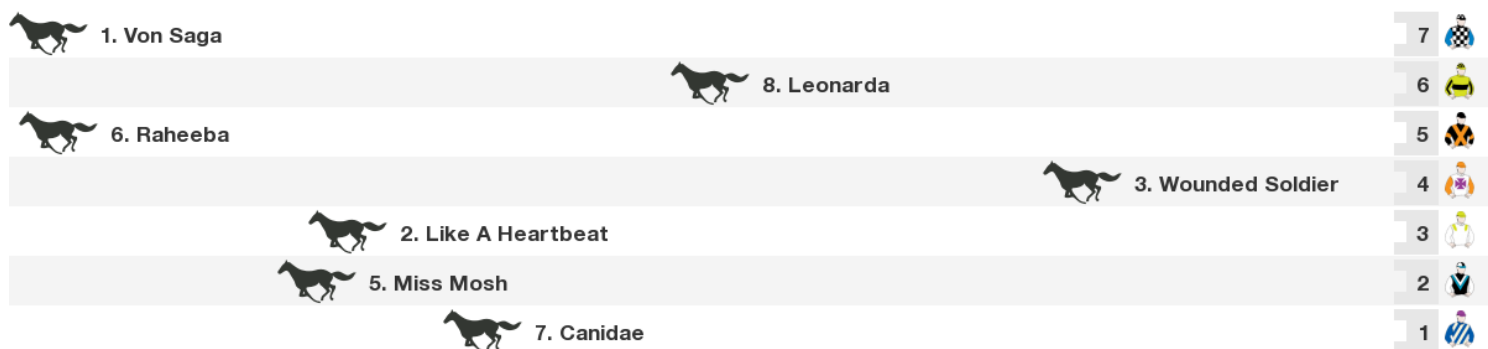 1. Von Saga 7
8. Leonarda 6
6. Raheeba 5
3. Wounded Soldier 4
2. Like A Heartbeat 3
5. Miss Mosh 2
7. Canidae 1